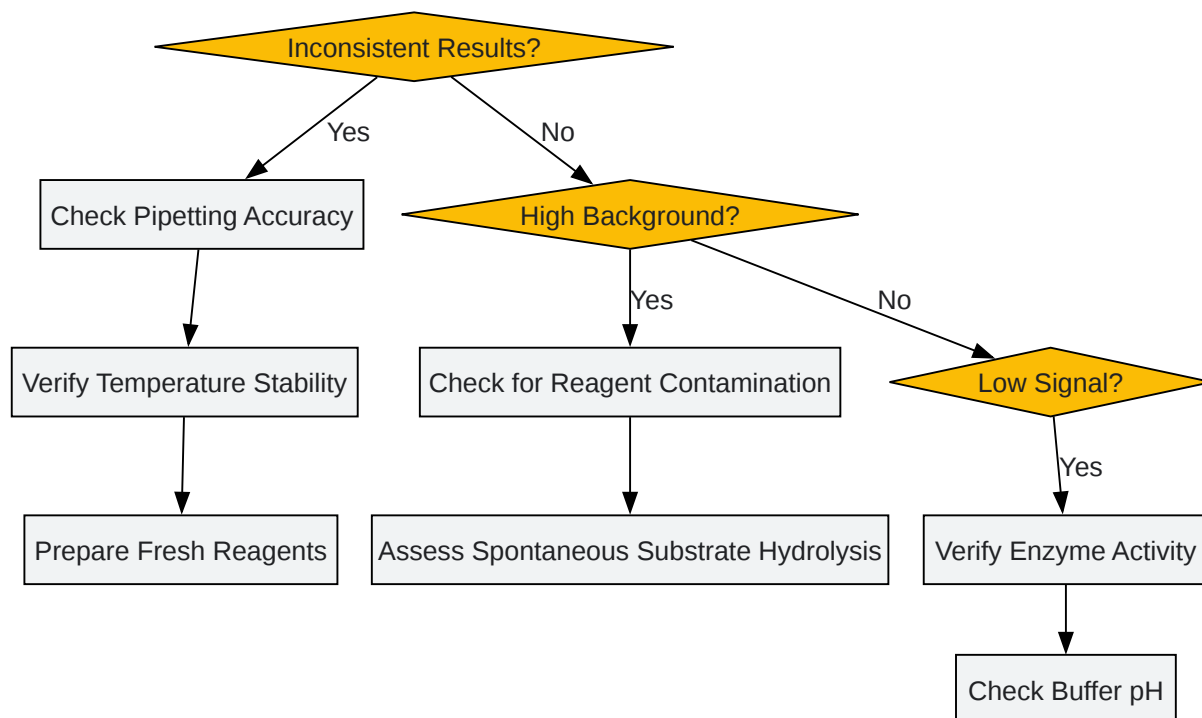 Inconsistent Results?
Yes
No
Check Pipetting Accuracy
High Background?
Yes
No
Verify Temperature Stability
Check for Reagent Contamination
Low Signal?
Yes
Prepare Fresh Reagents
Assess Spontaneous Substrate Hydrolysis
Verify Enzyme Activity
Check Buffer pH